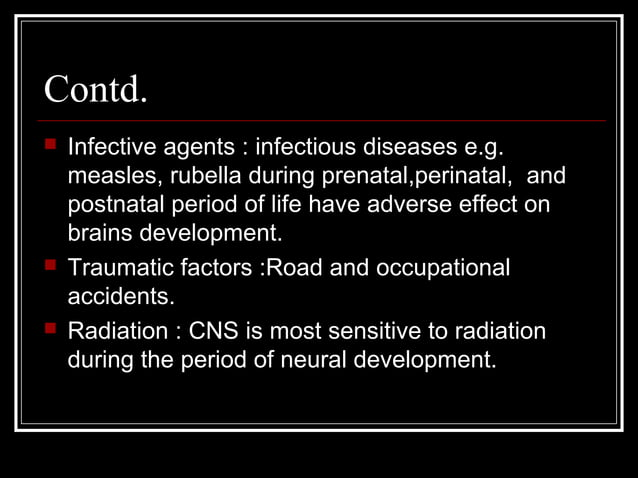 Contd.
Infective agents : infectious diseases e.g.
measles, rubella during prenatal,perinatal,  and
postnatal period of life have adverse effect on
brains development.
Traumatic factors :Road and occupational
accidents.
Radiation : CNS is most sensitive to radiation
during the period of neural development.